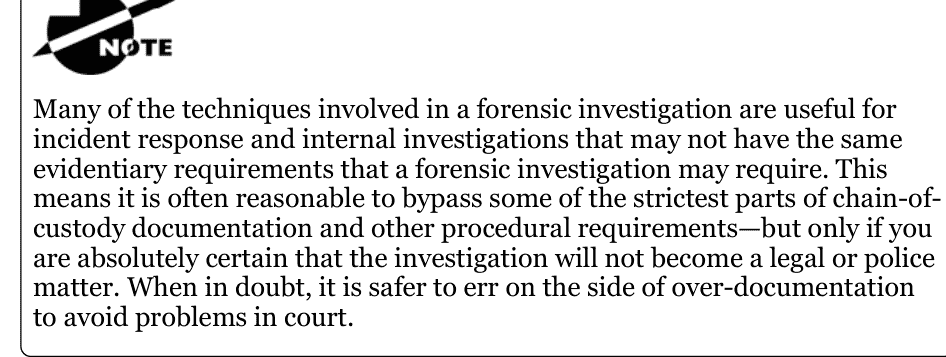 NOTE
Many of the techniques involved in a forensic investigation are useful for
incident response and internal investigations that may not have the same
evidentiary requirements that a forensic investigation may require. This
means it is often reasonable to bypass some of the strictest parts of chain-of-
custody documentation and other procedural requirements—but only if you
are absolutely certain that the investigation will not become a legal or police
matter. When in doubt, it is safer to err on the side of over-documentation
to avoid problems in court.